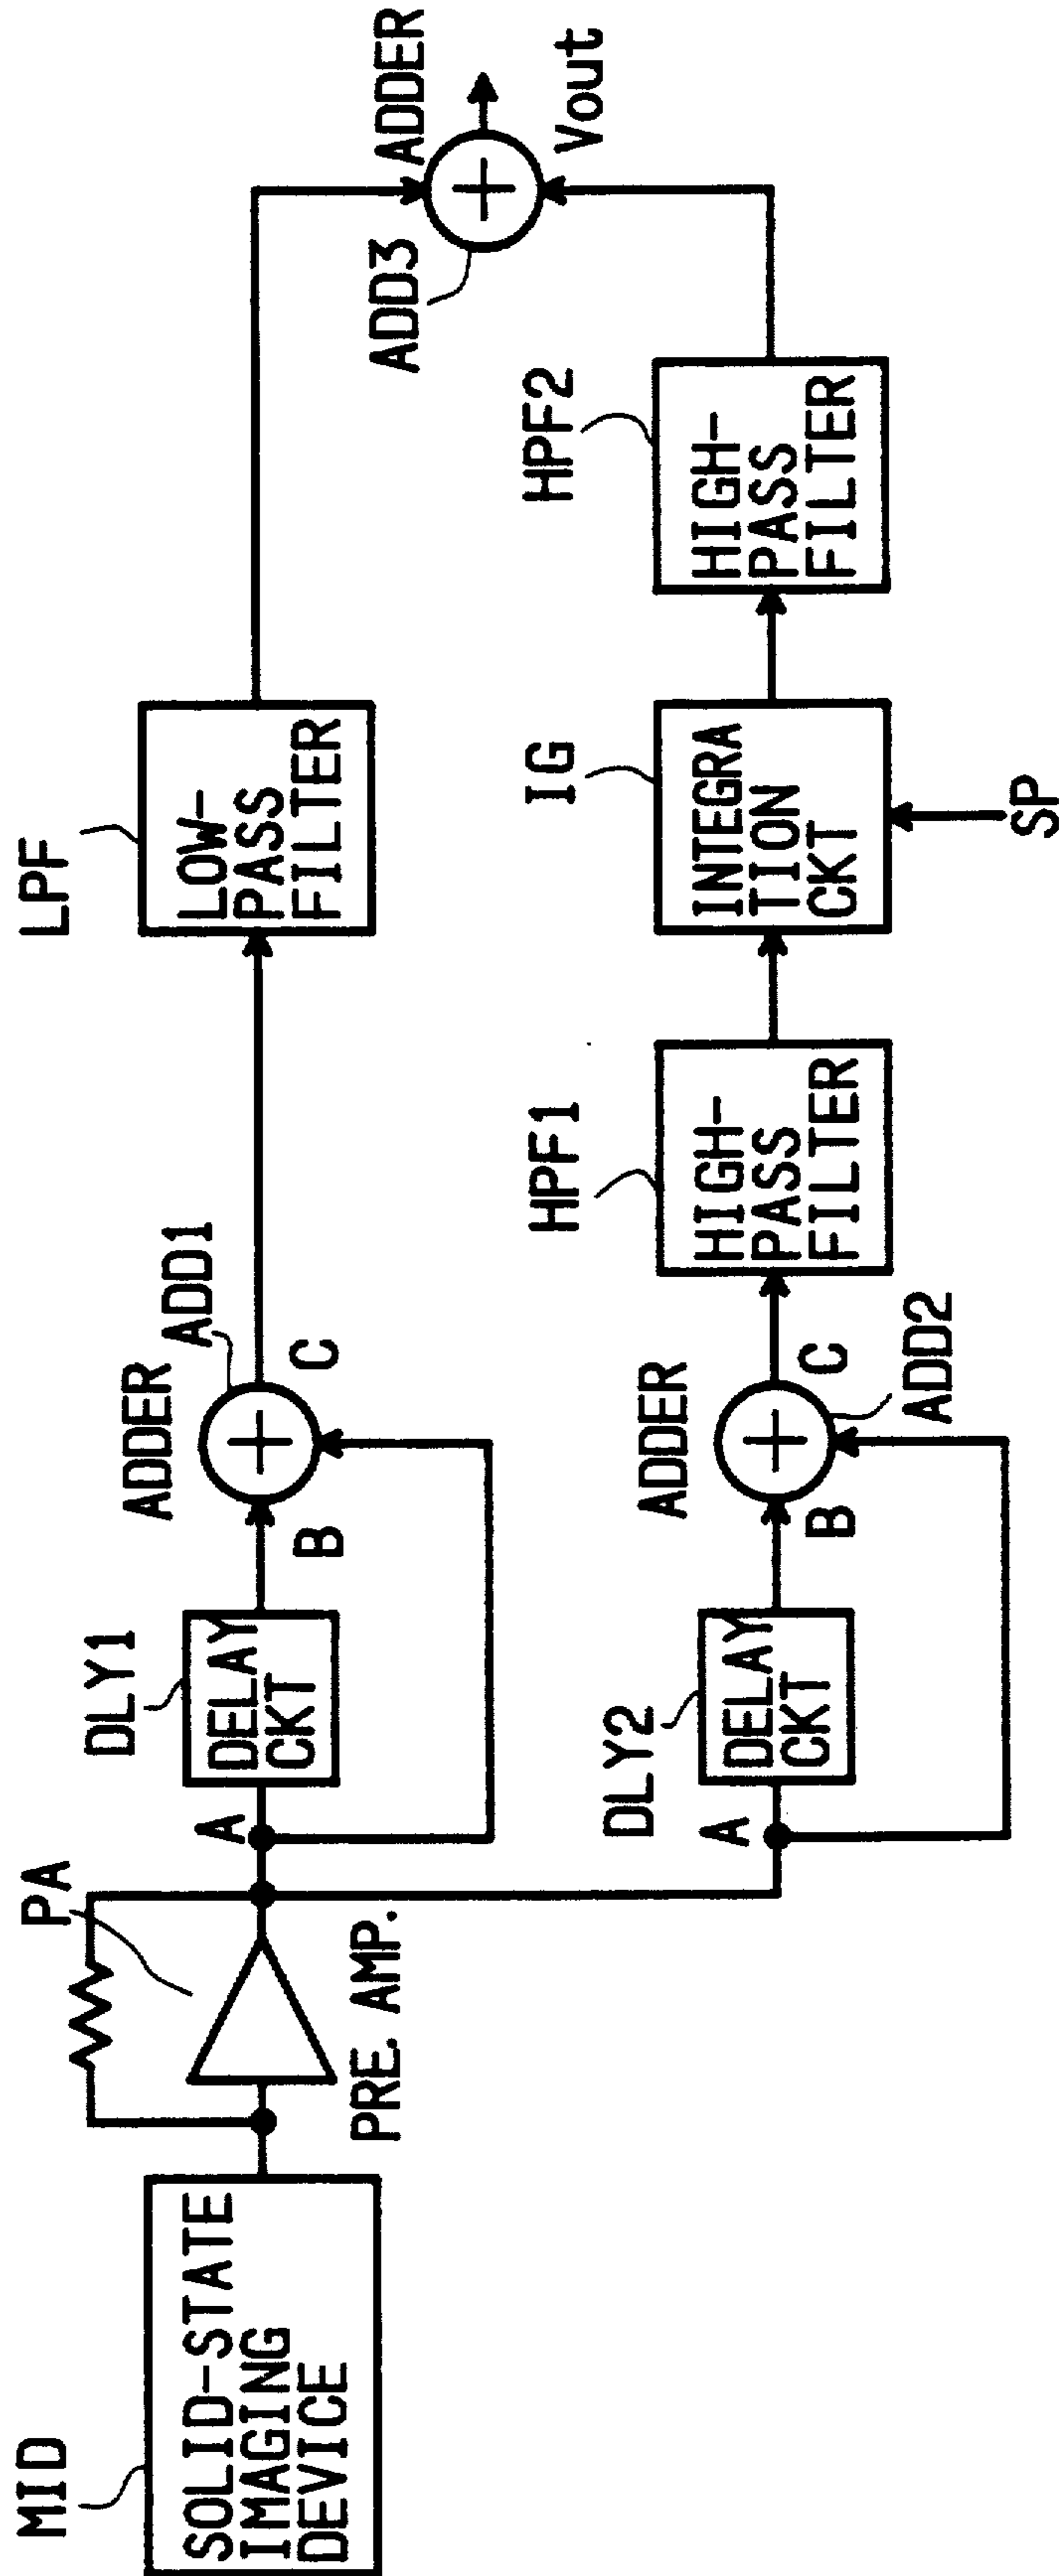 MID
SOLID-STATE
IMAGING
DEVICE
PA
PRE. AMP.
A
DLY1
DELAY
CKT
B
ADDER
ADD1
C
LPF
LOW-
PASS
FILTER
ADDER
ADD3
Vout
A
DLY2
DELAY
CKT
B
ADDER
ADD2
C
HPF1
HIGH-
PASS
FILTER
IG
INTEGRA
TION
CKT
SP
HPF2
HIGH-
PASS
FILTER